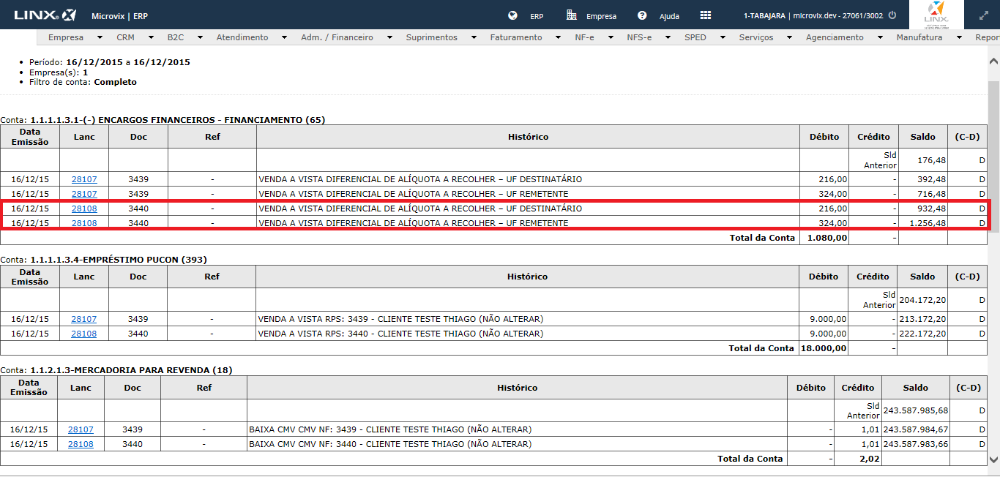 LINX Microvix | ERP ERP Empresa Ajuda 1-TABAJARA | microvix.dev - 27061/3002 LINX
Empresa CRM B2C Atendimento Adm. / Financeiro Suprimentos Faturamento NF-e NFS-e SPED Serviços Agenciamento Manufatura Repor
• Período: 16/12/2015 a 16/12/2015
• Empresa(s): 1
• Filtro de conta: Completo
Conta: 1.1.1.1.3.1-(-) ENCARGOS FINANCEIROS - FINANCIAMENTO (65)
Data Emissão Lanc Doc Ref Histórico Débito Crédito Saldo (C-D)
Sld Anterior 176,48 D
16/12/15 28107 3439 - VENDA A VISTA DIFERENCIAL DE ALÍQUOTA A RECOLHER – UF DESTINATÁRIO 216,00 - 392,48 D
16/12/15 28107 3439 - VENDA A VISTA DIFERENCIAL DE ALÍQUOTA A RECOLHER – UF REMETENTE 324,00 - 716,48 D
16/12/15 28108 3440 - VENDA A VISTA DIFERENCIAL DE ALÍQUOTA A RECOLHER – UF DESTINATÁRIO 216,00 - 932,48 D
16/12/15 28108 3440 - VENDA A VISTA DIFERENCIAL DE ALÍQUOTA A RECOLHER – UF REMETENTE 324,00 - 1.256,48 D
Total da Conta 1.080,00 -
Conta: 1.1.1.1.3.4-EMPRÉSTIMO PUCON (393)
Data Emissão Lanc Doc Ref Histórico Débito Crédito Saldo (C-D)
Sld Anterior 204.172,20 D
16/12/15 28107 3439 - VENDA A VISTA RPS: 3439 - CLIENTE TESTE THIAGO (NÃO ALTERAR) 9.000,00 - 213.172,20 D
16/12/15 28108 3440 - VENDA A VISTA RPS: 3440 - CLIENTE TESTE THIAGO (NÃO ALTERAR) 9.000,00 - 222.172,20 D
Total da Conta 18.000,00 -
Conta: 1.1.2.1.3-MERCADORIA PARA REVENDA (18)
Data Emissão Lanc Doc Ref Histórico Débito Crédito Saldo (C-D)
Sld Anterior 243.587.985,68 D
16/12/15 28107 3439 - BAIXA CMV CMV NF: 3439 - CLIENTE TESTE THIAGO (NÃO ALTERAR) - 1,01 243.587.984,67 D
16/12/15 28108 3440 - BAIXA CMV CMV NF: 3440 - CLIENTE TESTE THIAGO (NÃO ALTERAR) - 1,01 243.587.983,66 D
Total da Conta - 2,02